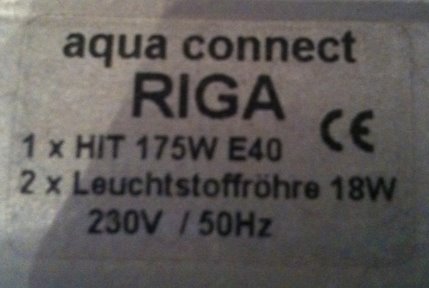 aqua connect
RIGA
CE
1 x HIT 175W E40
2 x Leuchtstoffröhre 18W
230V / 50Hz